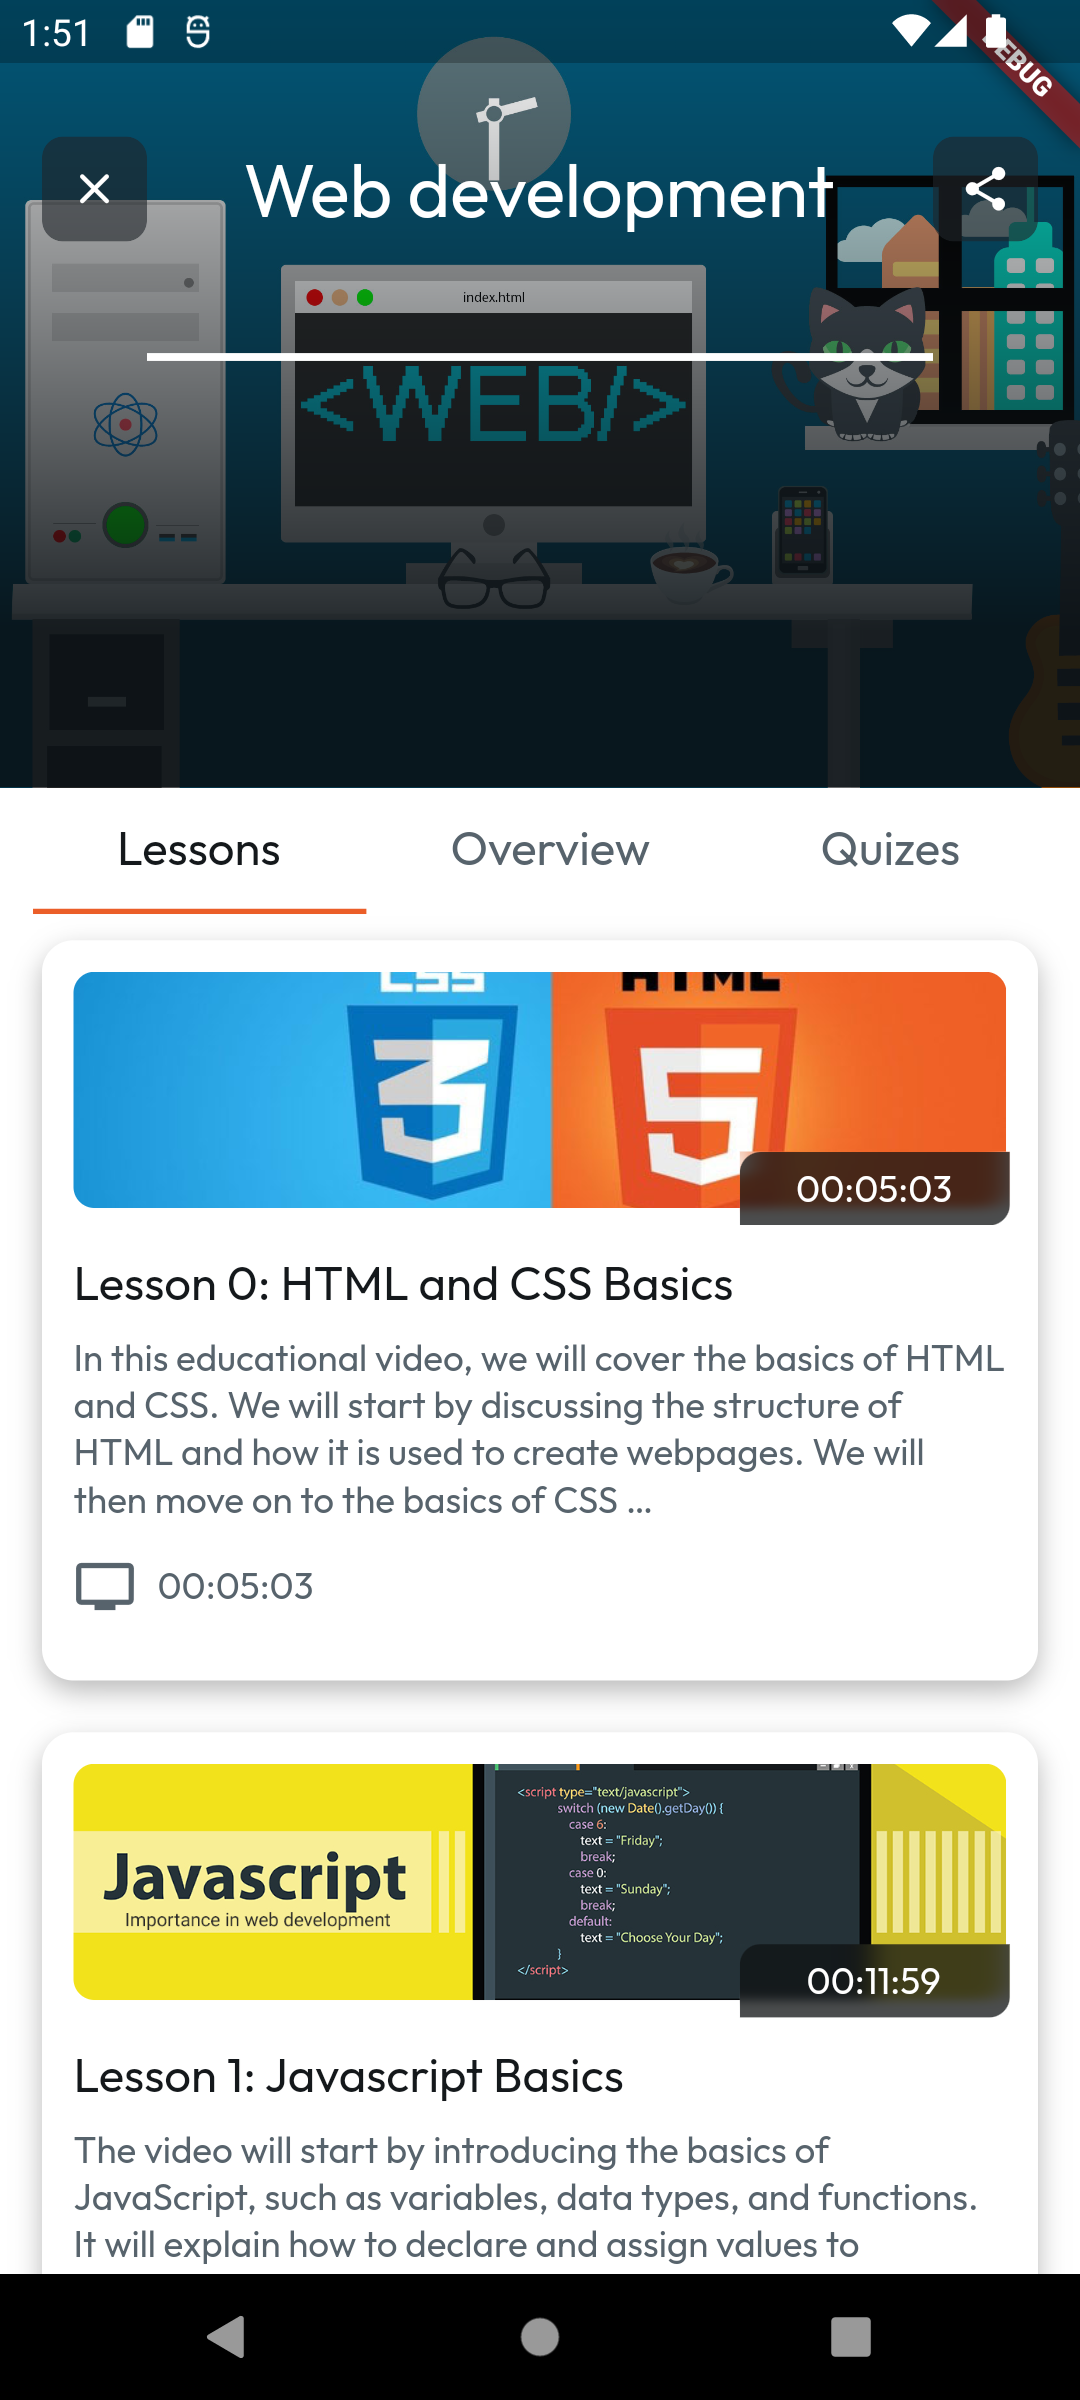 1:51
DEBUG
Web development
index.html
<WEB/>
Lessons
Overview
Quizes
CSS
HTML
00:05:03
Lesson 0: HTML and CSS Basics
In this educational video, we will cover the basics of HTML
and CSS. We will start by discussing the structure of
HTML and how it is used to create webpages. We will
then move on to the basics of CSS ...
00:05:03
Javascript
Importance in web development
<script type="text/javascript">
switch (new Date().getDay()) {
case 6:
text = "Friday";
break;
case 0:
text = "Sunday";
break;
default:
text = "Choose Your Day";
}
</script>
00:11:59
Lesson 1: Javascript Basics
The video will start by introducing the basics of
JavaScript, such as variables, data types, and functions.
It will explain how to declare and assign values to